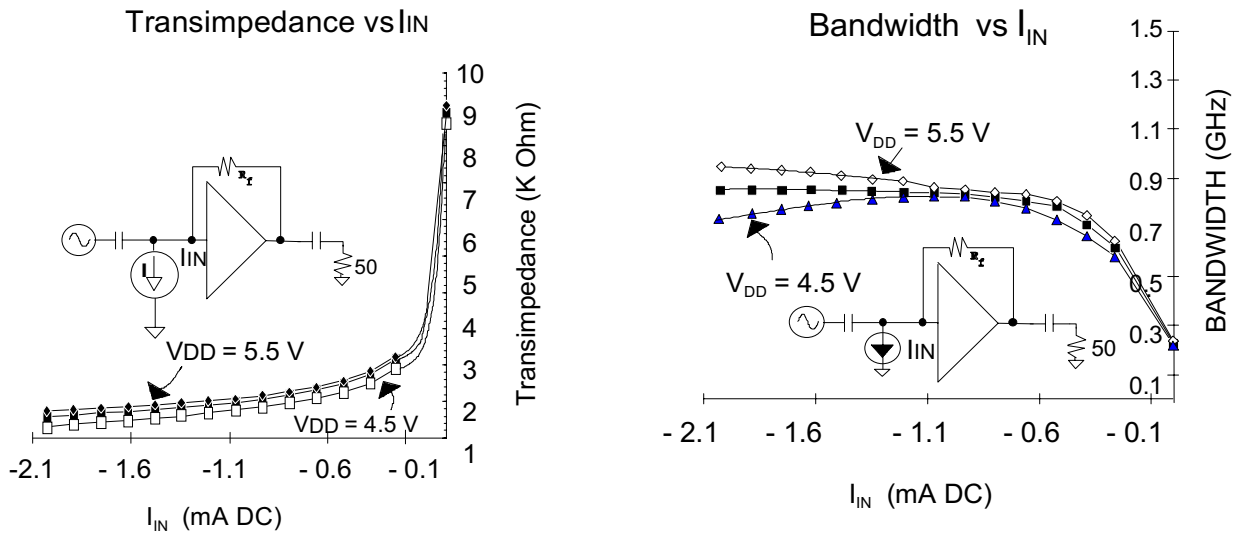 Transimpedance vs IIN
10
9
8
7
6
5
4
3
2
1
Transimpedance (K Ohm)
Rf
I
IIN
50
VDD = 5.5 V
VDD = 4.5 V
-2.1 - 1.6 -1.1 - 0.6 - 0.1
IIN (mA DC)
Bandwidth vs IIN
1.5
1.3
1.1
0.9
0.7
0.
0.3
0.1
BANDWIDTH (GHz)
VDD = 5.5 V
VDD = 4.5 V
Rf
IIN
50
- 2.1 - 1.6 - 1.1 - 0.6 - 0.1
IIN (mA DC)